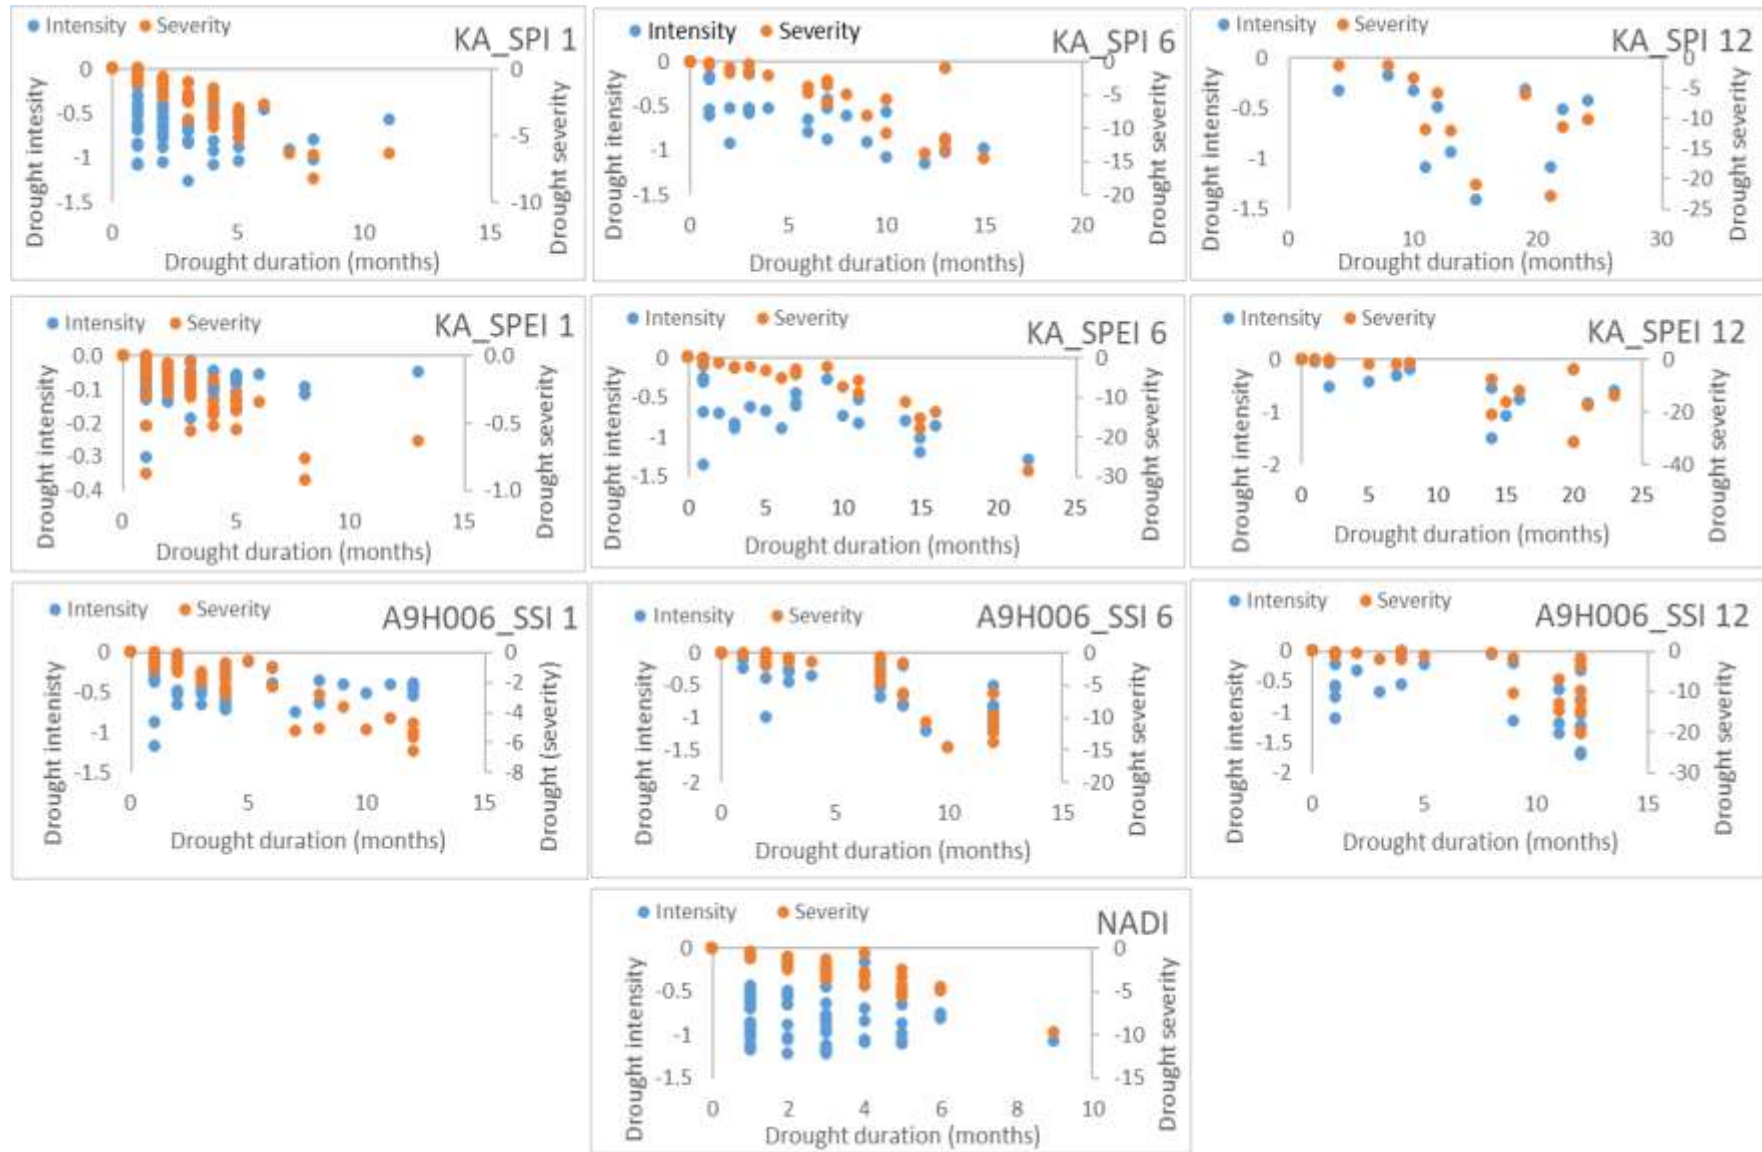 Intensity Severity KA_SPI 1
0 0
-0.5 -5
-1
-1.5 -10
0 5 10 15
Drought intesity
Drought severity
Drought duration (months)
Intensity Severity KA_SPI 6
0 0
-0.5 -5
-10
-1 -15
-1.5 -20
0 5 10 15 20
Drought intensity
Drought severity
Drought duration (months)
Intensity Severity KA_SPI 12
0 0
-5
-0.5 -10
-1 -15
-20
-1.5 -25
0 10 20 30
Drought intensity
Drought severity
Drought duration (months)
Intensity Severity KA_SPEI 1
0.0 0.0
-0.1
-0.2 -0.5
-0.3
-0.4 -1.0
0 5 10 15
Drought intensity
Drought severity
Drought duration (months)
Intensity Severity KA_SPEI 6
0 0
-0.5 -10
-1 -20
-1.5 -30
0 5 10 15 20 25
Drought intensity
Drought severity
Drought duration (months)
Intensity Severity KA_SPEI 12
0 0
-1 -20
-2 -40
0 5 10 15 20 25
Drought intensity
Drought severity
Drought duration (months)
Intensity Severity A9H006_SSI 1
0 0
-0.5 -2
-1 -4
-6
-1.5 -8
0 5 10 15
Drought intenisty
Drought (severity)
Drought duration (months)
Intensity Severity A9H006_SSI 6
0 0
-0.5 -5
-1 -10
-1.5 -15
-2 -20
0 5 10 15
Drought intensity
Drought severity
Drought duration (months)
Intensity Severity A9H006_SSI 12
0 0
-0.5 -10
-1
-1.5 -20
-2 -30
0 5 10 15
Drought intensity
Drought severity
Drought duration (months)
Intensity Severity NADI
0 0
-0.5 -5
-1 -10
-1.5 -15
0 2 4 6 8 10
Drought intensity
Drought severity
Drought duration (months)